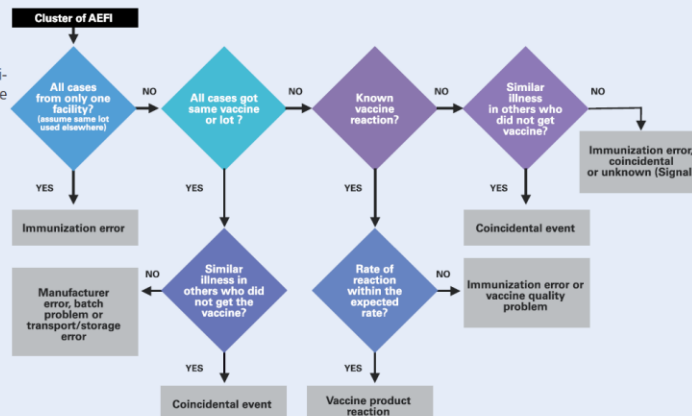 Cluster of AEFI
i-
e
All cases
from only one
facility?
(assume same lot
used elsewhere)
NO
All cases got
same vaccine
or lot ?
NO
Known
vaccine
reaction?
NO
Similar
illness
in others who
did not get
vaccine?
NO
Immunization error,
coincidental
or unknown (Signal
YES
YES
YES
YES
Immunization error
Coincidental event
Similar
illness in
others who did
not get the
vaccine?
NO
Manufacturer
error, batch
problem or
transport/storage
error
Rate of
reaction
within the
expected
rate?
NO
Immunization error or
vaccine quality
problem
YES
YES
Coincidental event
Vaccine product
reaction